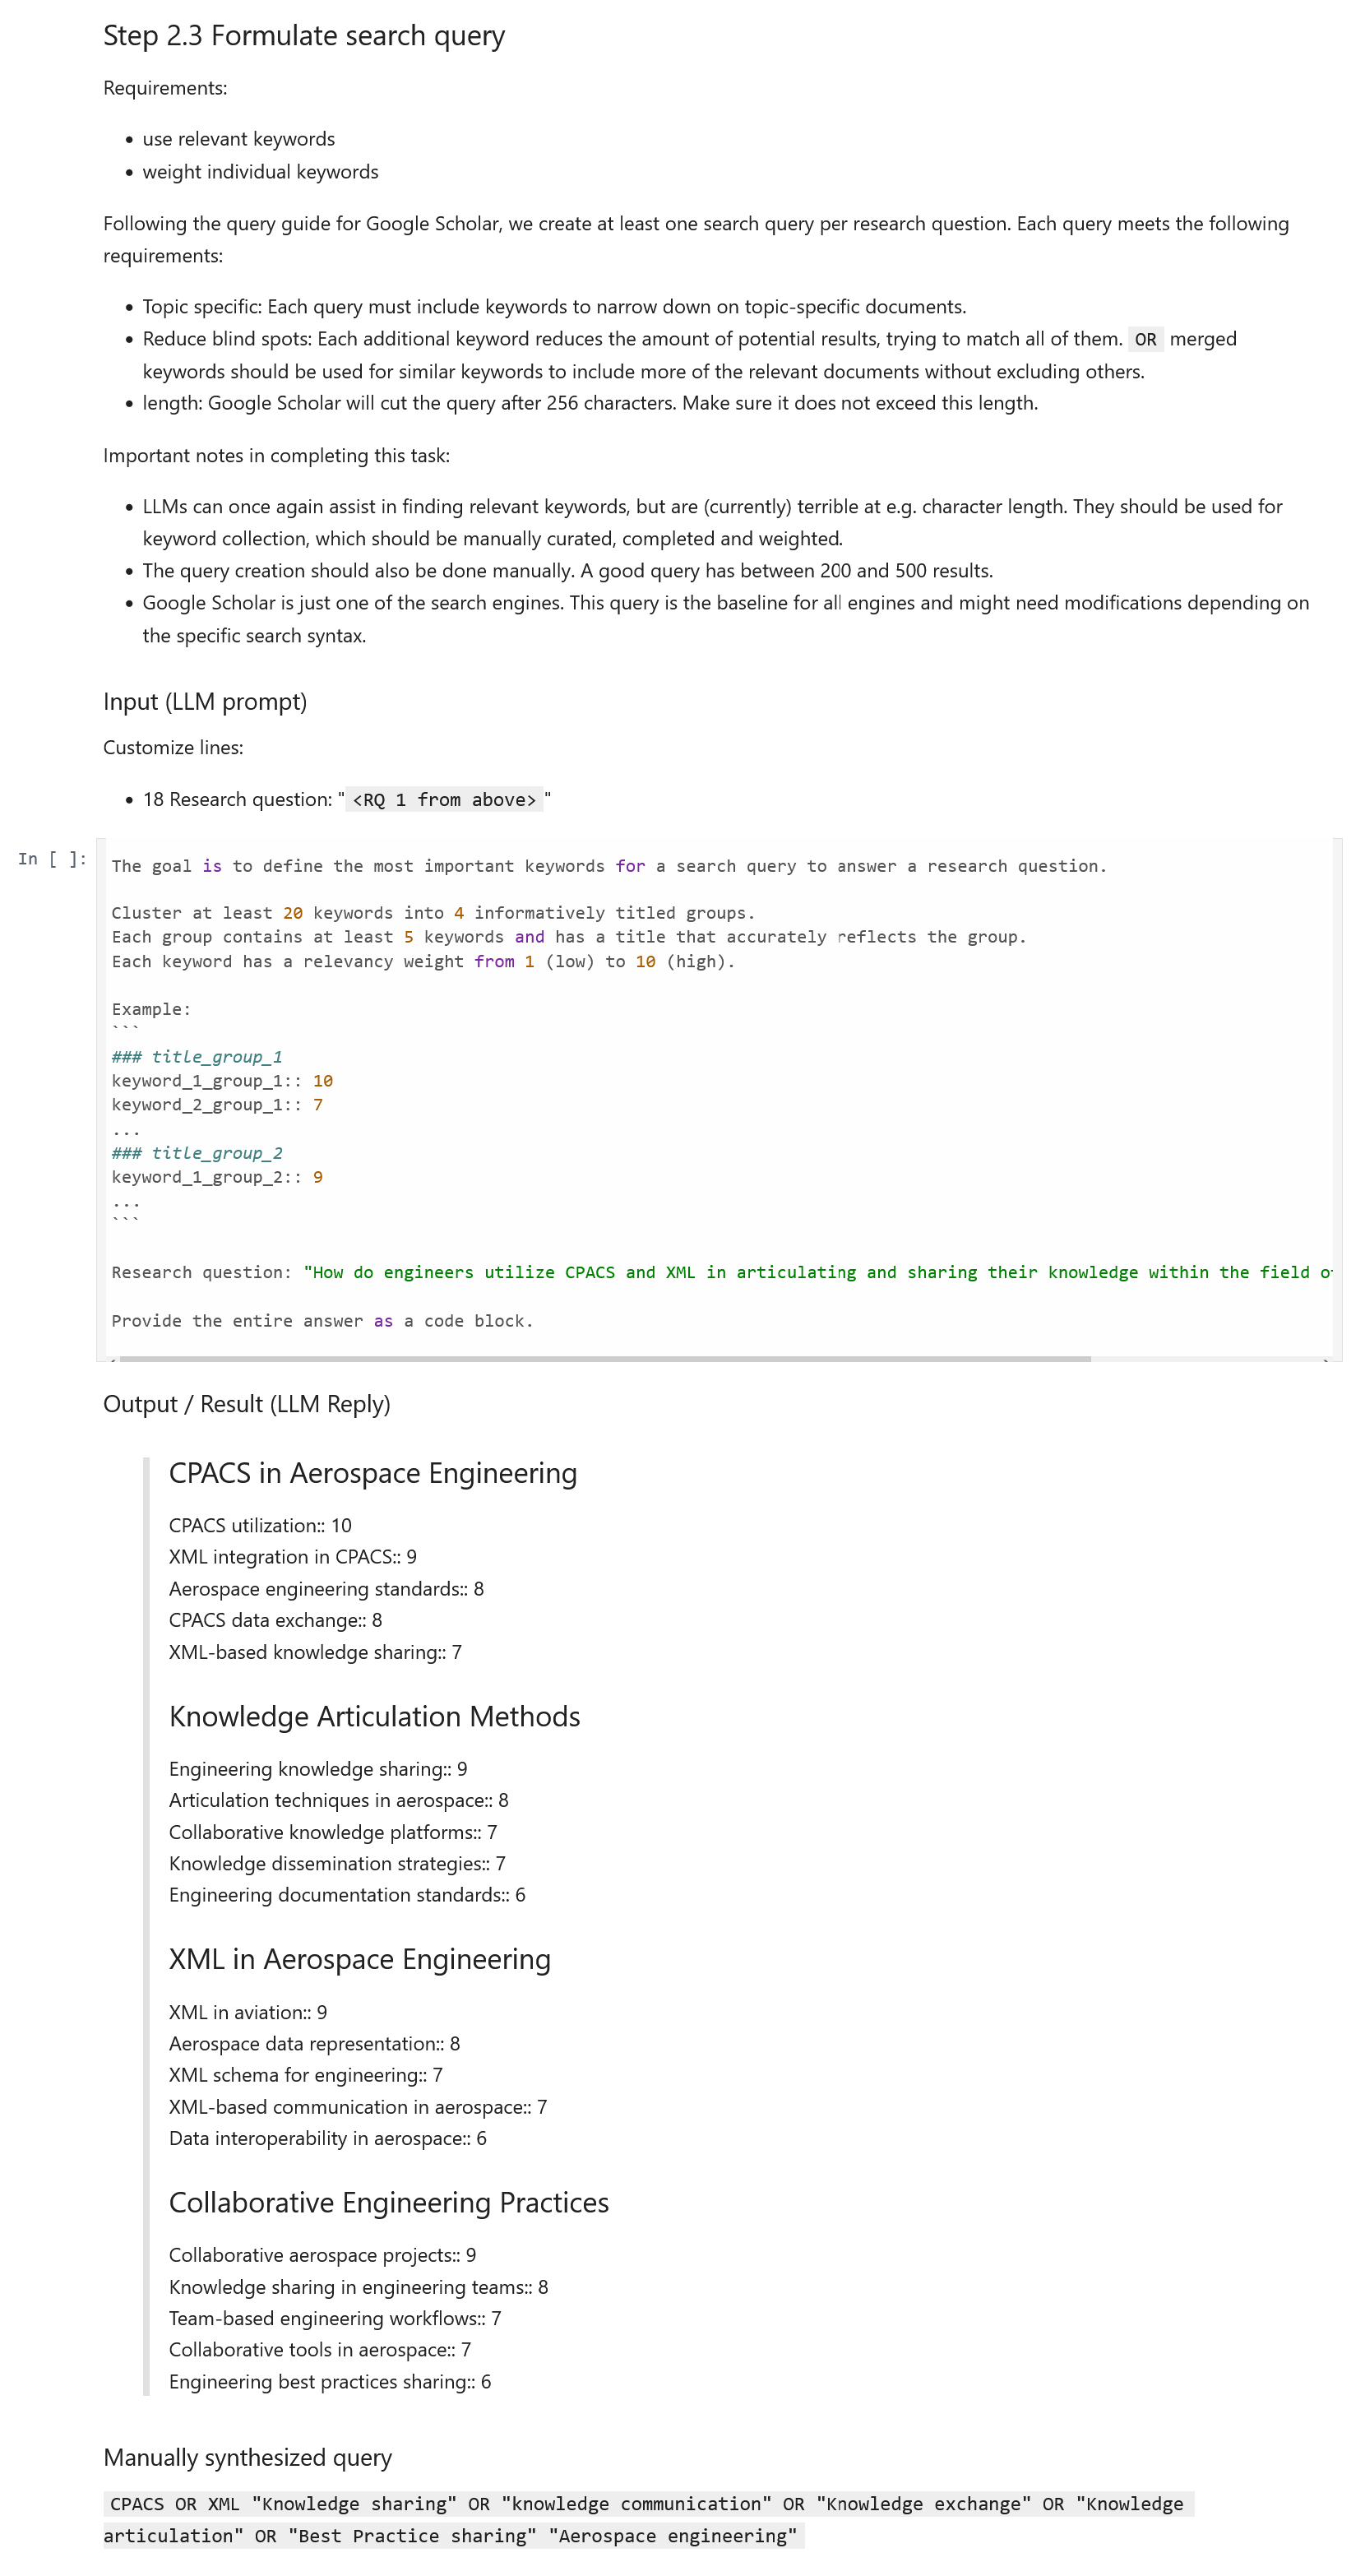 Step 2.3 Formulate search query
Requirements:
• use relevant keywords
• weight individual keywords
Following the query guide for Google Scholar, we create at least one search query per research question. Each query meets the following
requirements:
• Topic specific: Each query must include keywords to narrow down on topic-specific documents.
• Reduce blind spots: Each additional keyword reduces the amount of potential results, trying to match all of them. OR merged
keywords should be used for similar keywords to include more of the relevant documents without excluding others.
• length: Google Scholar will cut the query after 256 characters. Make sure it does not exceed this length.
Important notes in completing this task:
• LLMs can once again assist in finding relevant keywords, but are (currently) terrible at e.g. character length. They should be used for
keyword collection, which should be manually curated, completed and weighted.
• The query creation should also be done manually. A good query has between 200 and 500 results.
• Google Scholar is just one of the search engines. This query is the baseline for all engines and might need modifications depending on
the specific search syntax.
Input (LLM prompt)
Customize lines:
• 18 Research question: "<RQ 1 from above>"
In [ ]:
The goal is to define the most important keywords for a search query to answer a research question.
Cluster at least 20 keywords into 4 informatively titled groups.
Each group contains at least 5 keywords and has a title that accurately reflects the group.
Each keyword has a relevancy weight from 1 (low) to 10 (high).
Example:
```
### title_group_1
keyword_1_group_1:: 10
keyword_2_group_1:: 7
...
### title_group_2
keyword_1_group_2:: 9
...
```
Research question: "How do engineers utilize CPACS and XML in articulating and sharing their knowledge within the field
Provide the entire answer as a code block.
Output / Result (LLM Reply)
CPACS in Aerospace Engineering
CPACS utilization:: 10
XML integration in CPACS:: 9
Aerospace engineering standards:: 8
CPACS data exchange:: 8
XML-based knowledge sharing:: 7
Knowledge Articulation Methods
Engineering knowledge sharing:: 9
Articulation techniques in aerospace:: 8
Collaborative knowledge platforms:: 7
Knowledge dissemination strategies:: 7
Engineering documentation standards:: 6
XML in Aerospace Engineering
XML in aviation:: 9
Aerospace data representation:: 8
XML schema for engineering:: 7
XML-based communication in aerospace:: 7
Data interoperability in aerospace:: 6
Collaborative Engineering Practices
Collaborative aerospace projects:: 9
Knowledge sharing in engineering teams:: 8
Team-based engineering workflows:: 7
Collaborative tools in aerospace:: 7
Engineering best practices sharing:: 6
Manually synthesized query
CPACS OR XML "Knowledge sharing" OR "knowledge communication" OR "Knowledge exchange" OR "Knowledge
articulation" OR "Best Practice sharing" "Aerospace engineering"